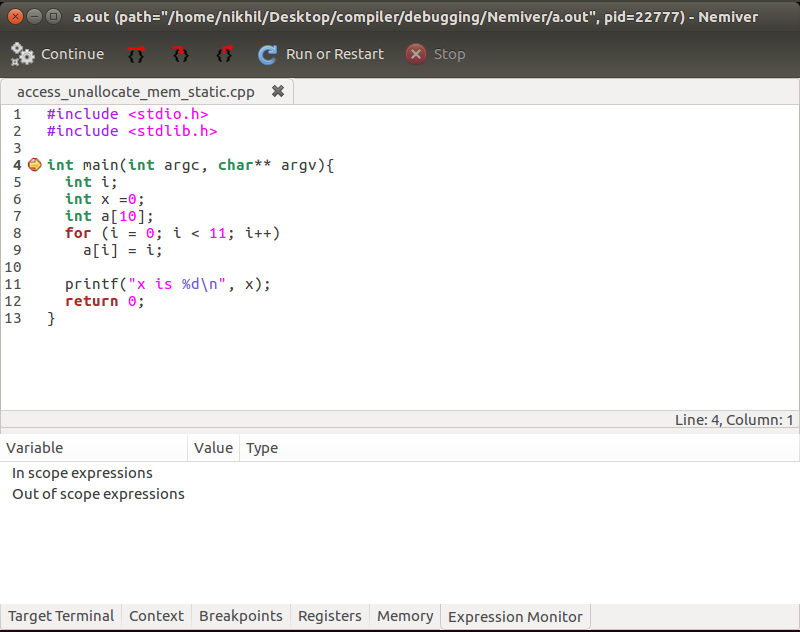 a.out (path="/home/nikhil/Desktop/compiler/debugging/Nemiver/a.out", pid=22777) - Nemiver
Continue Run or Restart Stop
access_unallocate_mem_static.cpp
1 #include <stdio.h>
2 #include <stdlib.h>
3
4 int main(int argc, char** argv){
5 int i;
6 int x =0;
7 int a[10];
8 for (i = 0; i < 11; i++)
9 a[i] = i;
10
11 printf("x is %d\n", x);
12 return 0;
13 }
Line: 4, Column: 1
Variable Value Type
In scope expressions
Out of scope expressions
Target Terminal Context Breakpoints Registers Memory Expression Monitor